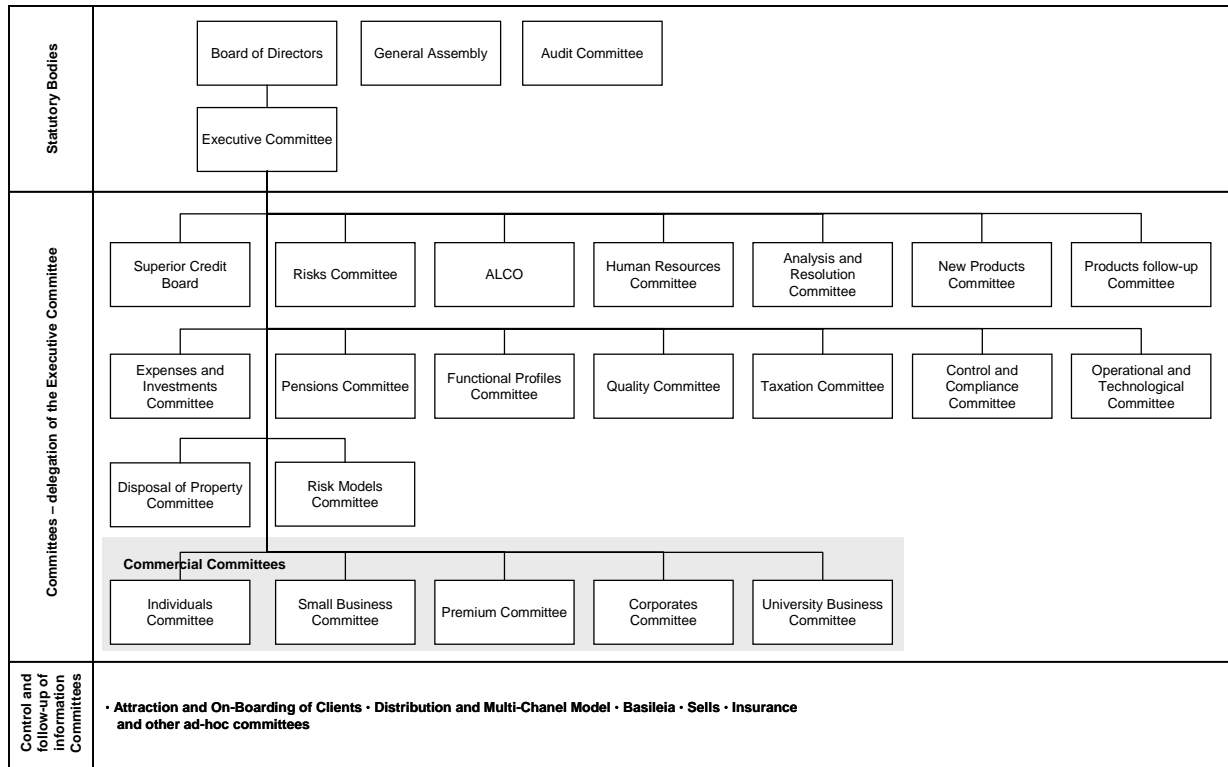 Statutory Bodies
Board of Directors
General Assembly
Audit Committee
Executive Committee
Committees – delegation of the Executive Committee
Superior Credit
Board
Risks Committee
ALCO
Human Resources
Committee
Analysis and
Resolution
Committee
New Products
Committee
Products follow-up
Committee
Expenses and
Investments
Committee
Pensions Committee
Functional Profiles
Committee
Quality Committee
Taxation Committee
Control and
Compliance
Committee
Operational and
Technological
Committee
Disposal of Property
Committee
Risk Models
Committee
Commercial Committees
Individuals
Committee
Small Business
Committee
Premium Committee
Corporates
Committee
University Business
Committee
Control and
follow-up of
information
Committees
· Attraction and On-Boarding of Clients · Distribution and Multi-Chanel Model · Basileia · Sells · Insurance
and other ad-hoc committees